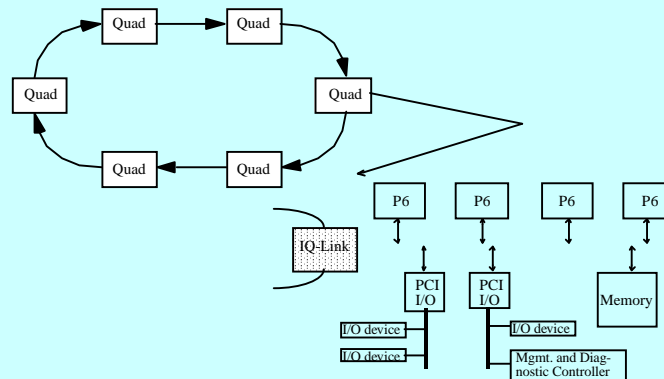 Quad
Quad
Quad
Quad
Quad
Quad
P6
P6
P6
P6
IQ-Link
PCI
I/O
PCI
I/O
Memory
I/O device
I/O device
I/O device
Mgmt. and Diag-
nostic Controller